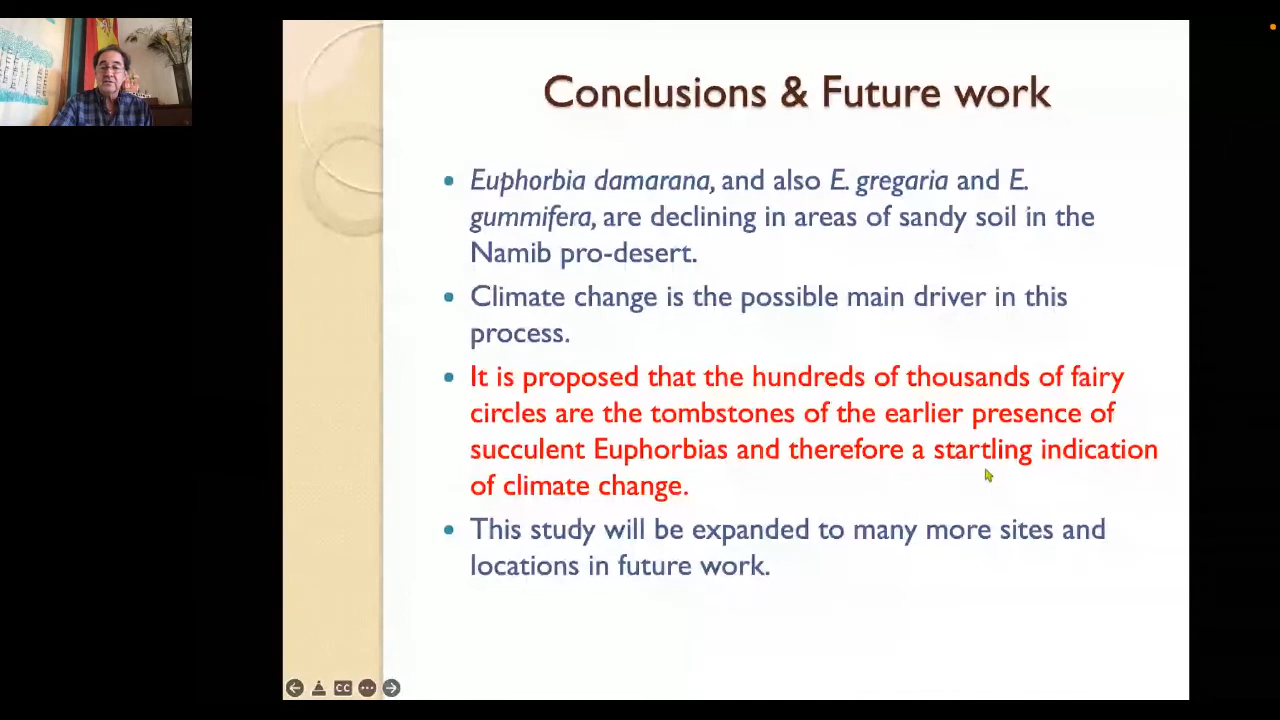 Conclusions & Future work
• Euphorbia damarana, and also E. gregaria and E.
gummifera, are declining in areas of sandy soil in the
Namib pro-desert.
• Climate change is the possible main driver in this
process.
• It is proposed that the hundreds of thousands of fairy
circles are the tombstones of the earlier presence of
succulent Euphorbias and therefore a startling indication
of climate change.
• This study will be expanded to many more sites and
locations in future work.
CC